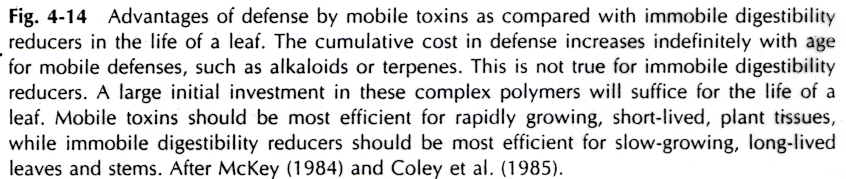 Fig. 4-14 Advantages of defense by mobile toxins as compared with immobile digestibility
reducers in the life of a leaf. The cumulative cost in defense increases indefinitely with age
for mobile defenses, such as alkaloids or terpenes. This is not true for immobile digestibility
reducers. A large initial investment in these complex polymers will suffice for the life of a
leaf. Mobile toxins should be most efficient for rapidly growing, short-lived, plant tissues,
while immobile digestibility reducers should be most efficient for slow-growing, long-lived
leaves and stems. After McKey (1984) and Coley et al. (1985).